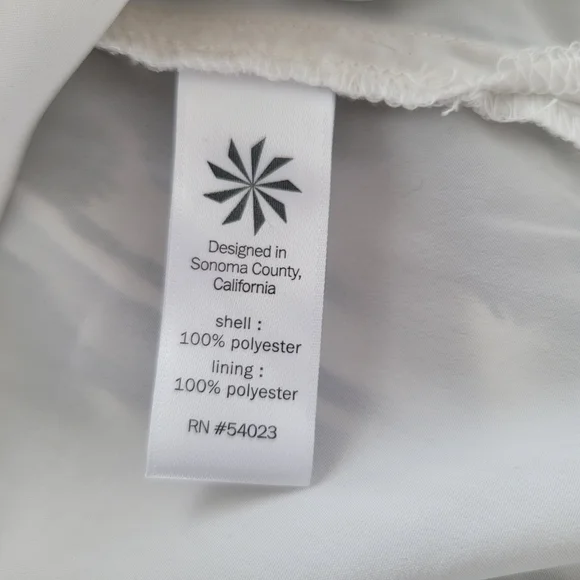 Designed in
Sonoma County,
California
shell :
100% polyester
lining :
100% polyester
RN #54023